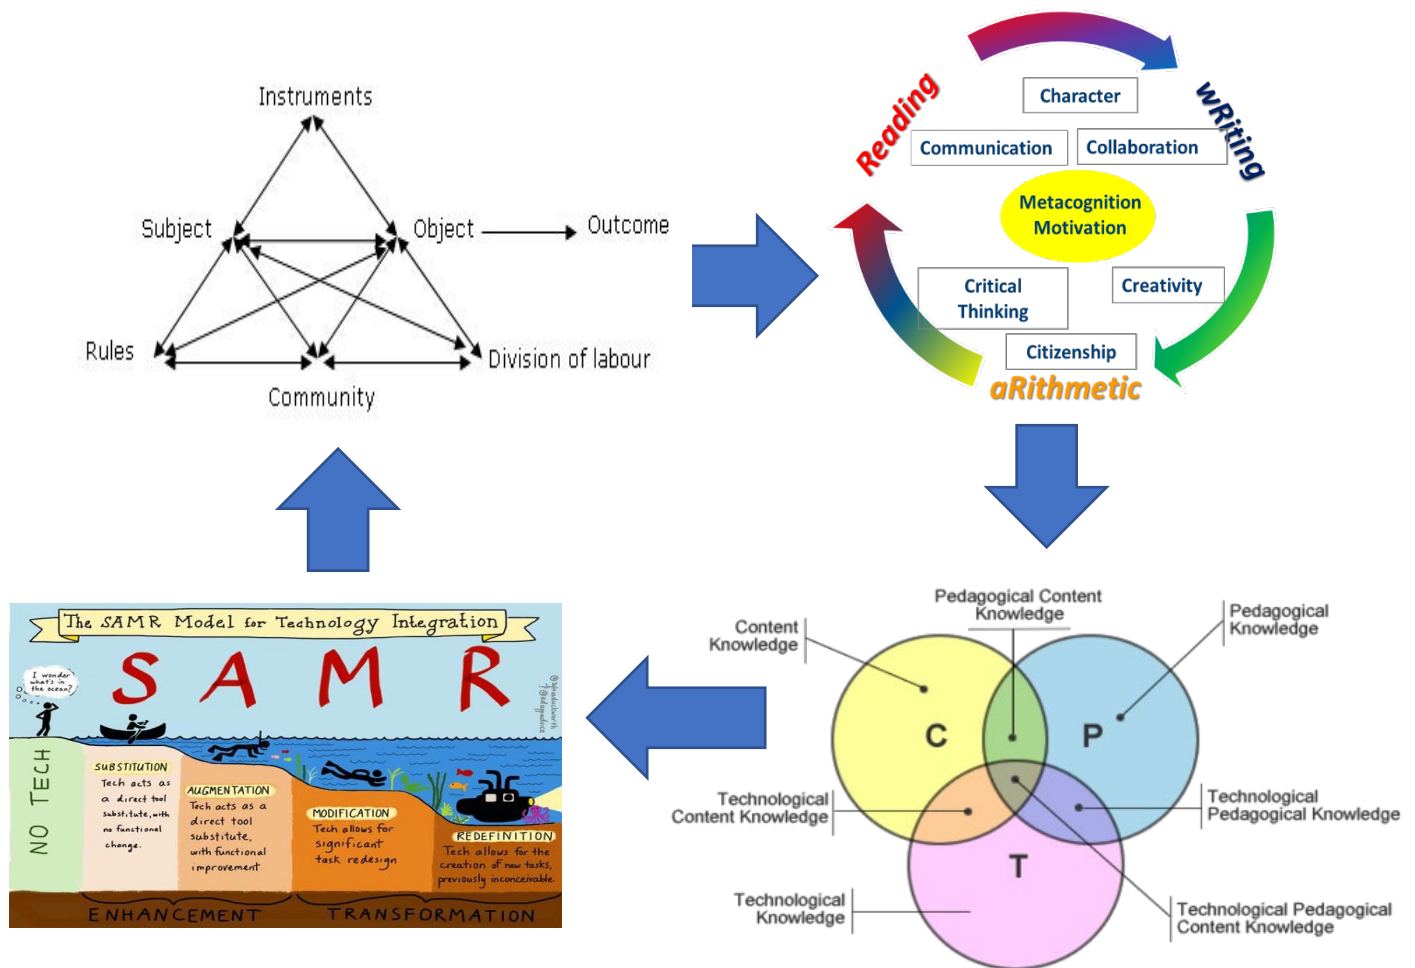 Instruments
Subject
Object
Outcome
Rules
Division of labour
Community
Reading
wRiting
aRithmetic
Character
Communication
Collaboration
Metacognition
Motivation
Critical
Thinking
Creativity
Citizenship
The SAMR Model for Technology Integration
I wonder
what's in
the ocean?
S A M R
NO TECH
SUBSTITUTION
Tech acts as
a direct tool
substitute, with
no functional
change.
AUGMENTATION
Tech acts as a
direct tool
substitute,
with functional
improvement
MODIFICATION
Tech allows for
significant
task redesign
REDEFINITION
Tech allows for the
creation of new tasks,
previously inconceivable.
ENHANCEMENT
TRANSFORMATION
Pedagogical Content
Knowledge
Content
Knowledge
Pedagogical
Knowledge
C
P
Technological
Content Knowledge
Technological
Pedagogical Knowledge
T
Technological
Knowledge
Technological Pedagogical
Content Knowledge